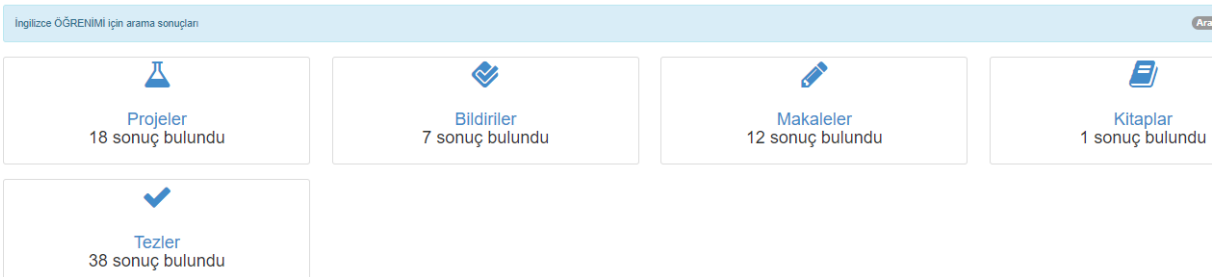 İngilizce ÖĞRENİMİ için arama sonuçları
Projeler
18 sonuç bulundu
Bildiriler
7 sonuç bulundu
Makaleler
12 sonuç bulundu
Kitaplar
1 sonuç bulundu
Tezler
38 sonuç bulundu